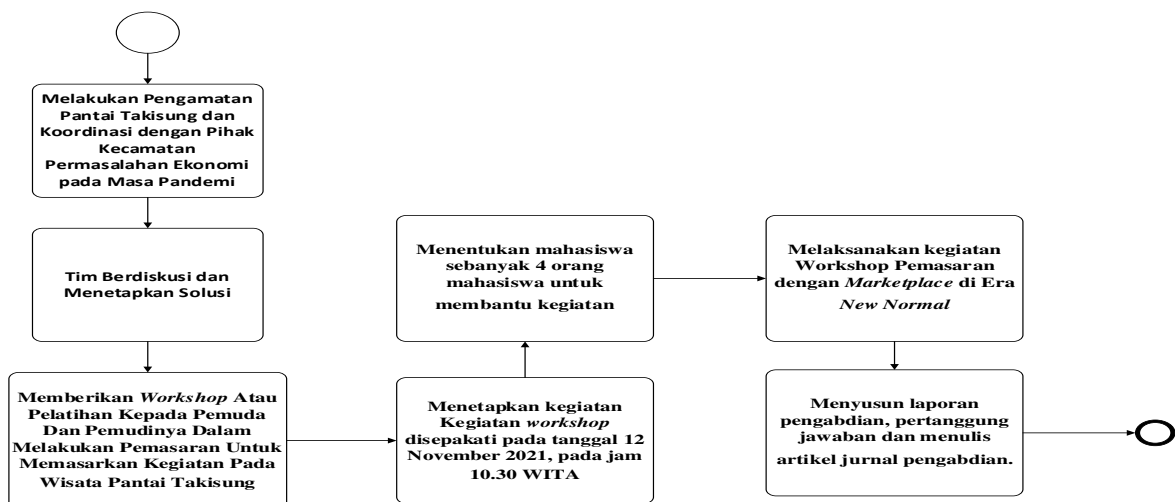 Melakukan Pengamatan
Pantai Takisung dan
Koordinasi dengan Pihak
Kecamatan
Permasalahan Ekonomi
pada Masa Pandemi
Tim Berdiskusi dan
Menetapkan Solusi
Memberikan Workshop Atau
Pelatihan Kepada Pemuda
Dan Pemudinya Dalam
Melakukan Pemasaran Untuk
Memasarkan Kegiatan Pada
Wisata Pantai Takisung
Menetapkan kegiatan
Kegiatan workshop
disepakati pada tanggal 12
November 2021, pada jam
10.30 WITA
Menentukan mahasiswa
sebanyak 4 orang
mahasiswa untuk
membantu kegiatan
Melaksanakan kegiatan
Workshop Pemasaran
dengan Marketplace di Era
New Normal
Menyusun laporan
pengabdian, pertanggung
jawaban dan menulis
artikel jurnal pengabdian.